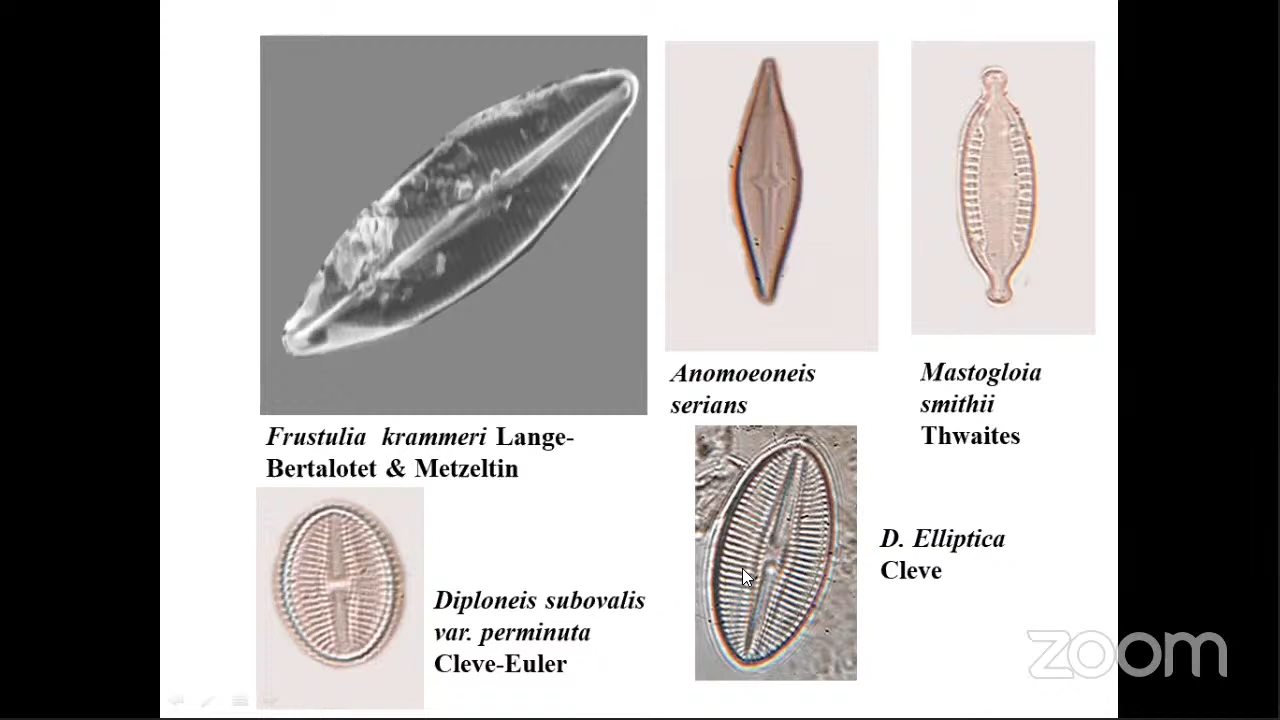 Anomoeoneis
serians
Mastogloia
smithii
Thwaites
Frustulia krammeri Lange-
Bertalotet & Metzeltin
D. Elliptica
Cleve
Diploneis subovalis
var. perminuta
Cleve-Euler
zoom